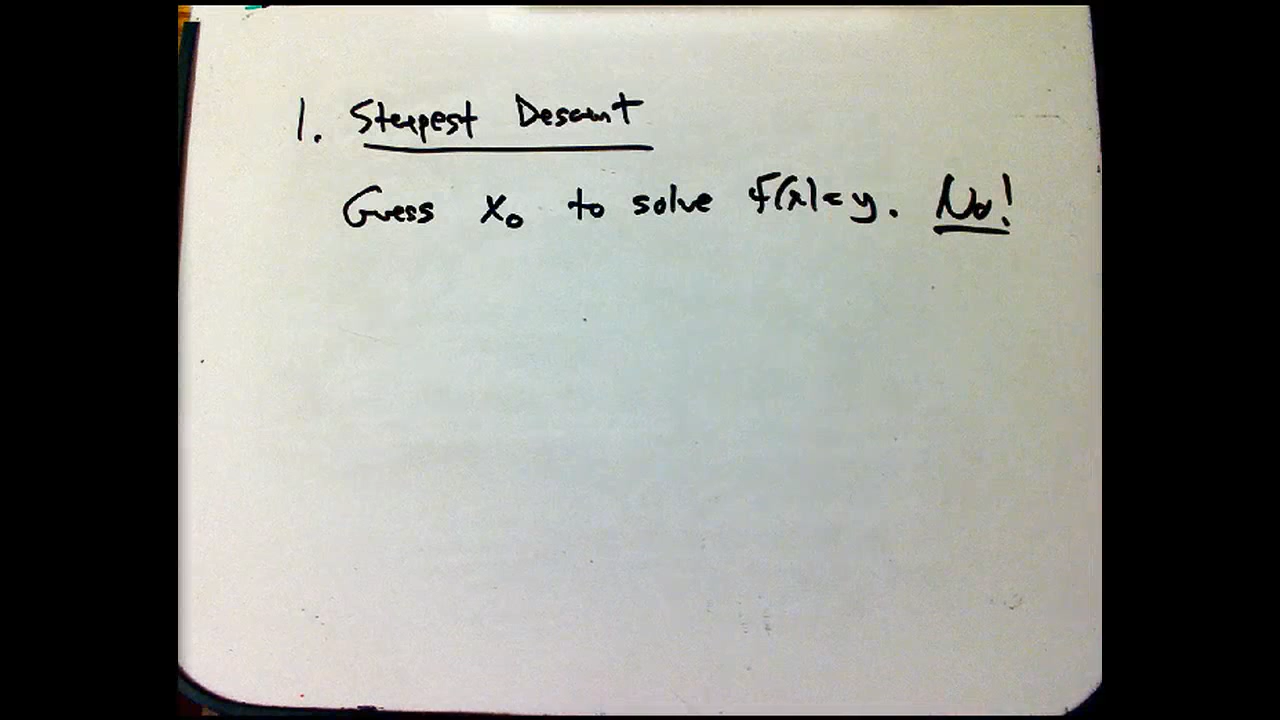 1. Steepest Descent
Guess x₀ to solve f(x)=y. No!